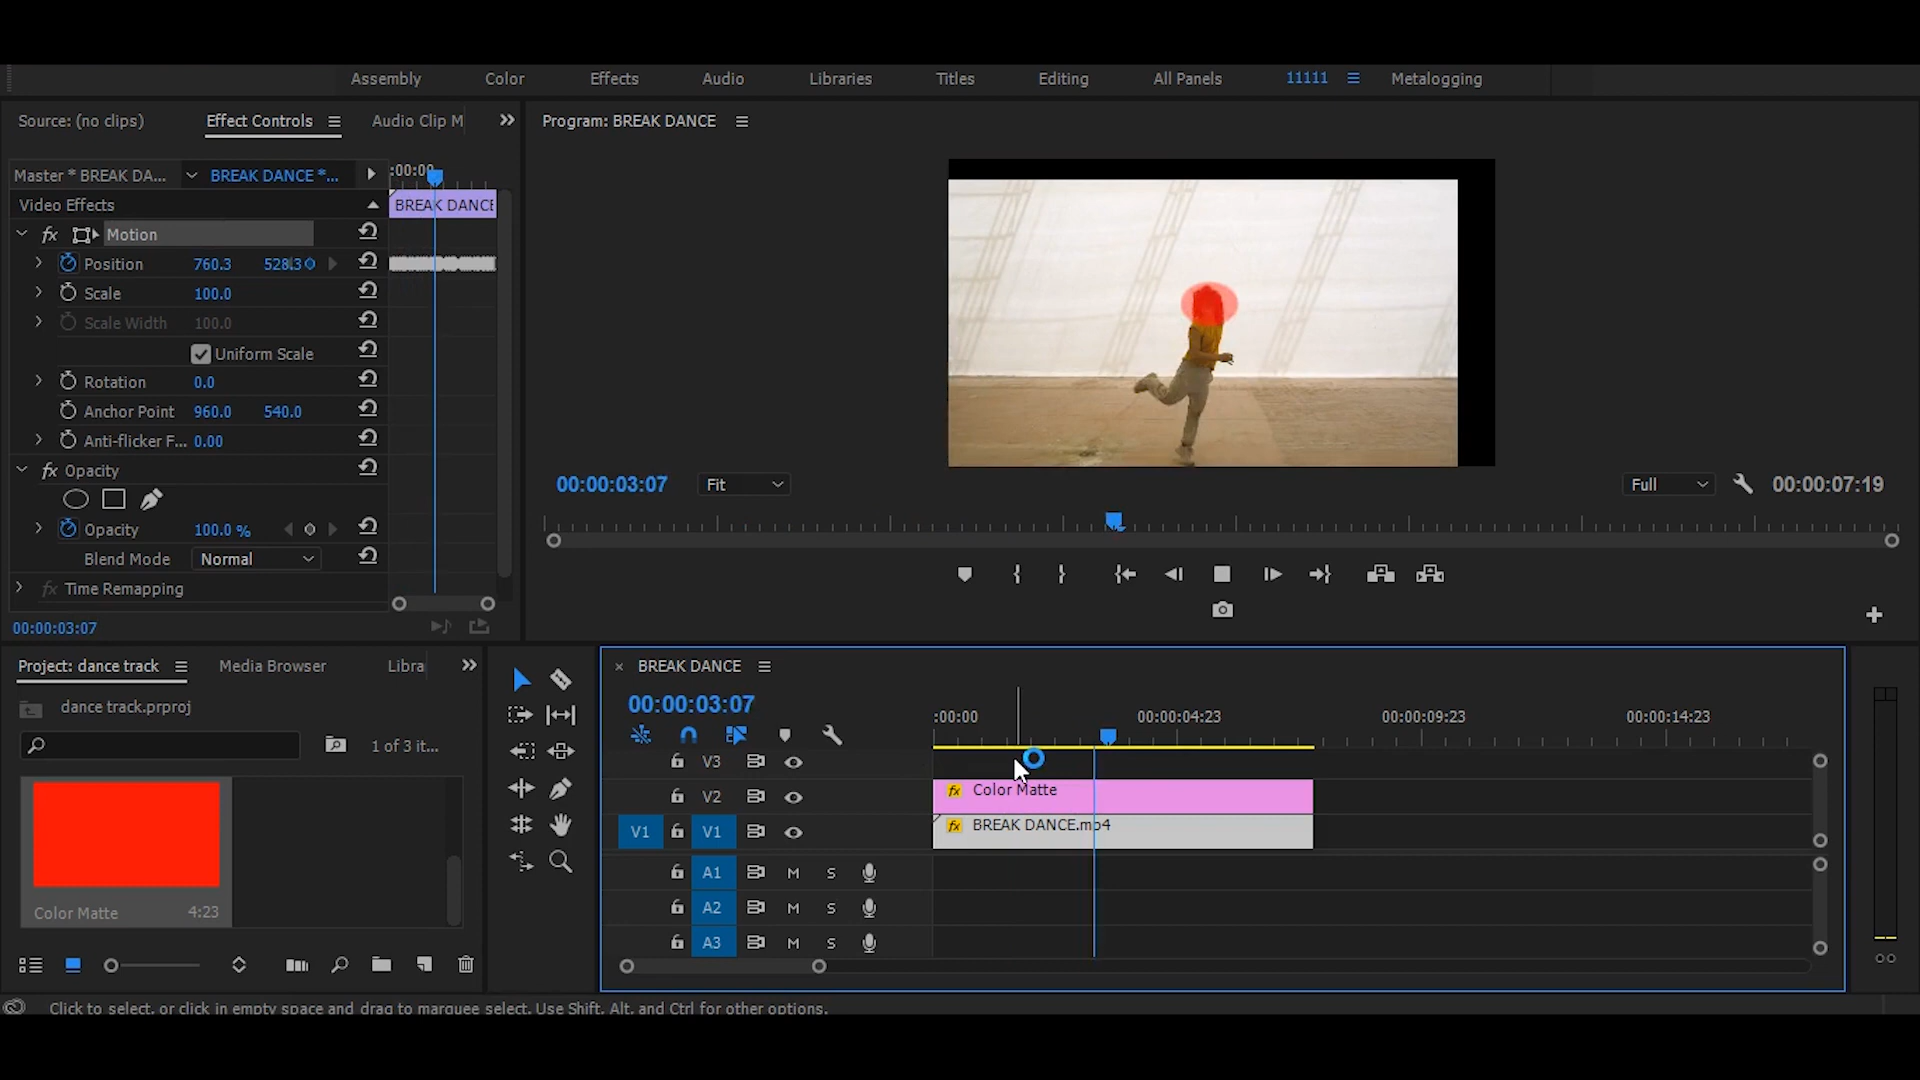 Assembly Color Effects Audio Libraries Titles Editing All Panels 11111 Metalogging
Source: (no clips) Effect Controls Audio Clip M
Program: BREAK DANCE
Master * BREAK DA... BREAK DANCE *...
:00:00
Video Effects
BREAK DANCE
fx Motion
Position 760.3 528.3
Scale 100.0
Scale Width 100.0
Uniform Scale
Rotation 0.0
Anchor Point 960.0 540.0
Anti-flicker F... 0.00
fx Opacity
Opacity 100.0 %
Blend Mode Normal
fx Time Remapping
00:00:03:07
00:00:03:07 Fit Full 00:00:07:19
Project: dance track Media Browser Libra
dance track.prproj
1 of 3 ite...
Color Matte 4:23
BREAK DANCE
00:00:03:07
:00:00 00:00:04:23 00:00:09:23 00:00:14:23
V3
V2 fx Color Matte
V1 V1 fx BREAK DANCE.mp4
A1 M S
A2 M S
A3 M S
Click to select, or click in empty space and drag to marquee select. Use Shift, Alt, and Ctrl for other options.